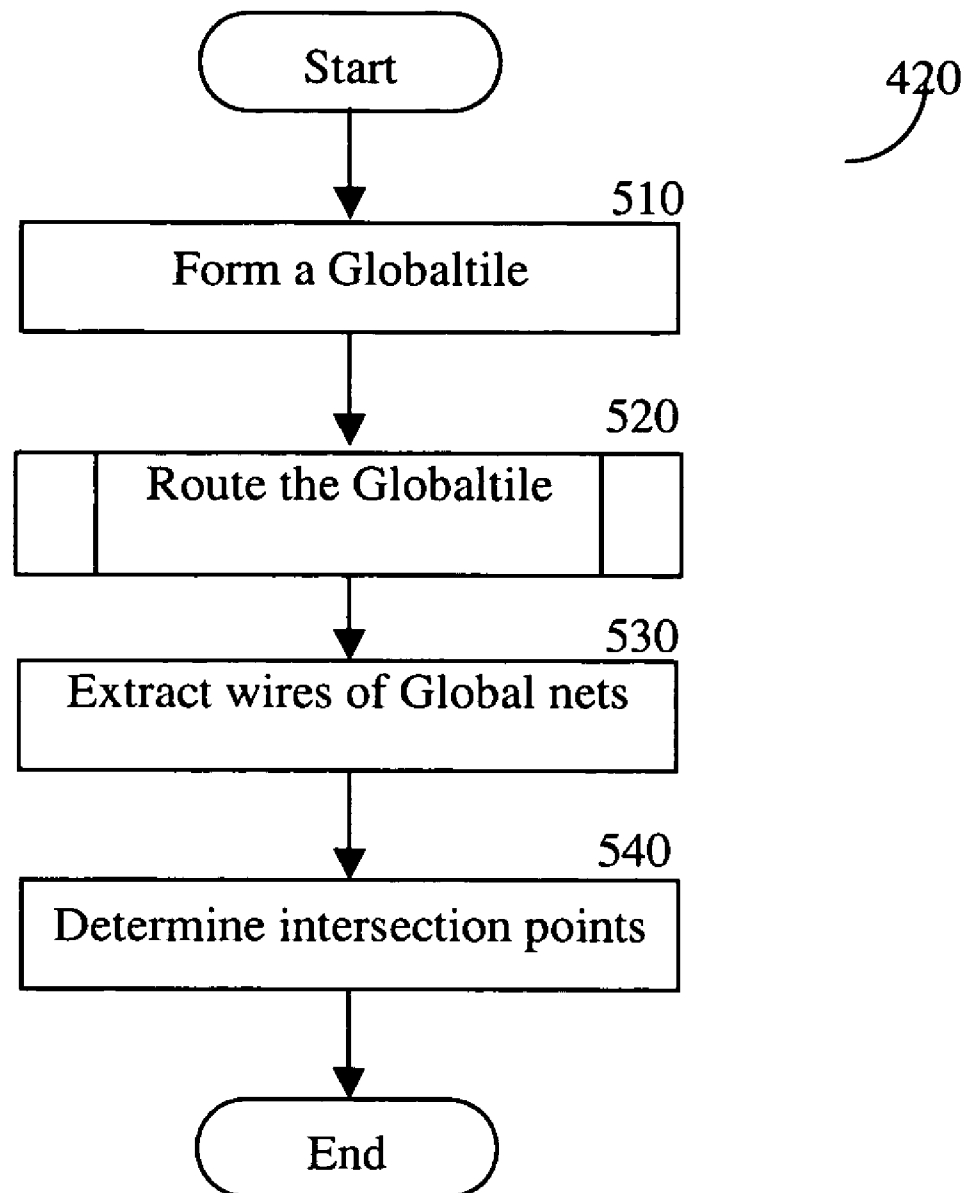 Start
420
510
Form a Globaltile
520
Route the Globaltile
530
Extract wires of Global nets
540
Determine intersection points
End